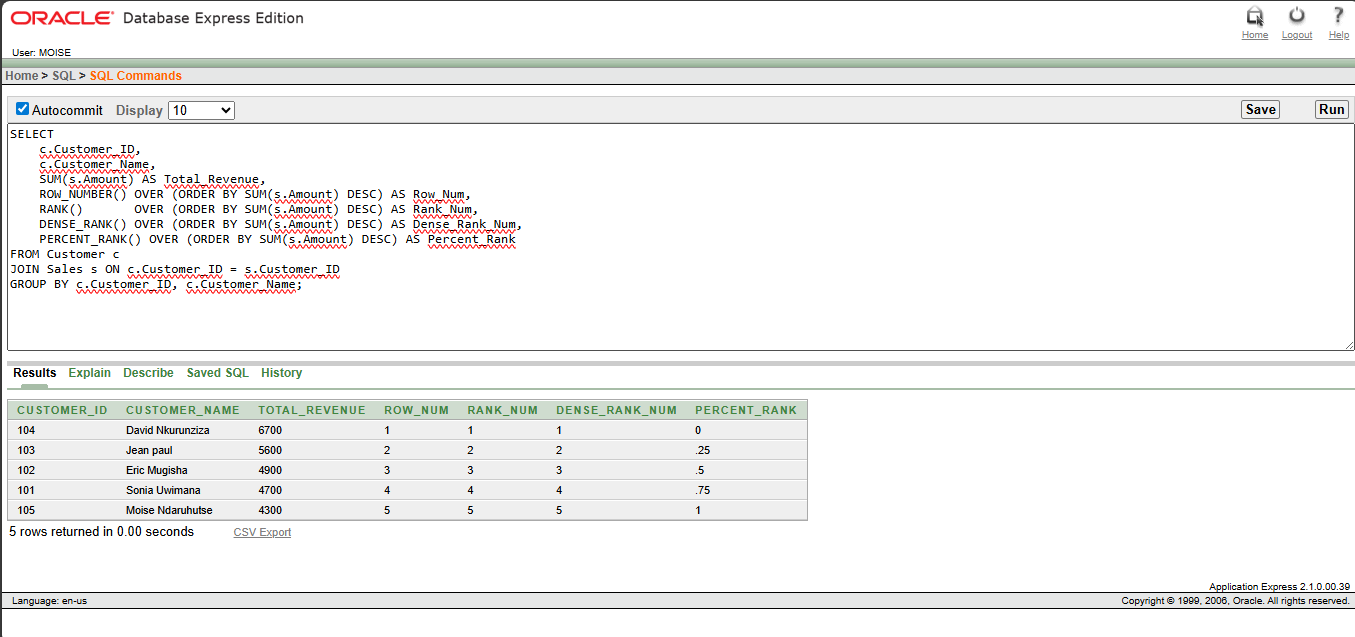 ORACLE® Database Express Edition
Home Logout Help
User: MOISE
Home > SQL > SQL Commands
Autocommit Display 10 Save Run
SELECT
    c.Customer_ID,
    c.Customer_Name,
    SUM(s.Amount) AS Total_Revenue,
    ROW_NUMBER() OVER (ORDER BY SUM(s.Amount) DESC) AS Row_Num,
    RANK()       OVER (ORDER BY SUM(s.Amount) DESC) AS Rank_Num,
    DENSE_RANK() OVER (ORDER BY SUM(s.Amount) DESC) AS Dense_Rank_Num,
    PERCENT_RANK() OVER (ORDER BY SUM(s.Amount) DESC) AS Percent_Rank
FROM Customer c
JOIN Sales s ON c.Customer_ID = s.Customer_ID
GROUP BY c.Customer_ID, c.Customer_Name;
Results Explain Describe Saved SQL History
CUSTOMER_ID CUSTOMER_NAME TOTAL_REVENUE ROW_NUM RANK_NUM DENSE_RANK_NUM PERCENT_RANK
104 David Nkurunziza 6700 1 1 1 0
103 Jean paul 5600 2 2 2 .25
102 Eric Mugisha 4900 3 3 3 .5
101 Sonia Uwimana 4700 4 4 4 .75
105 Moise Ndaruhutse 4300 5 5 5 1
5 rows returned in 0.00 seconds CSV Export
Application Express 2.1.0.00.39
Language: en-us Copyright © 1999, 2006, Oracle. All rights reserved.